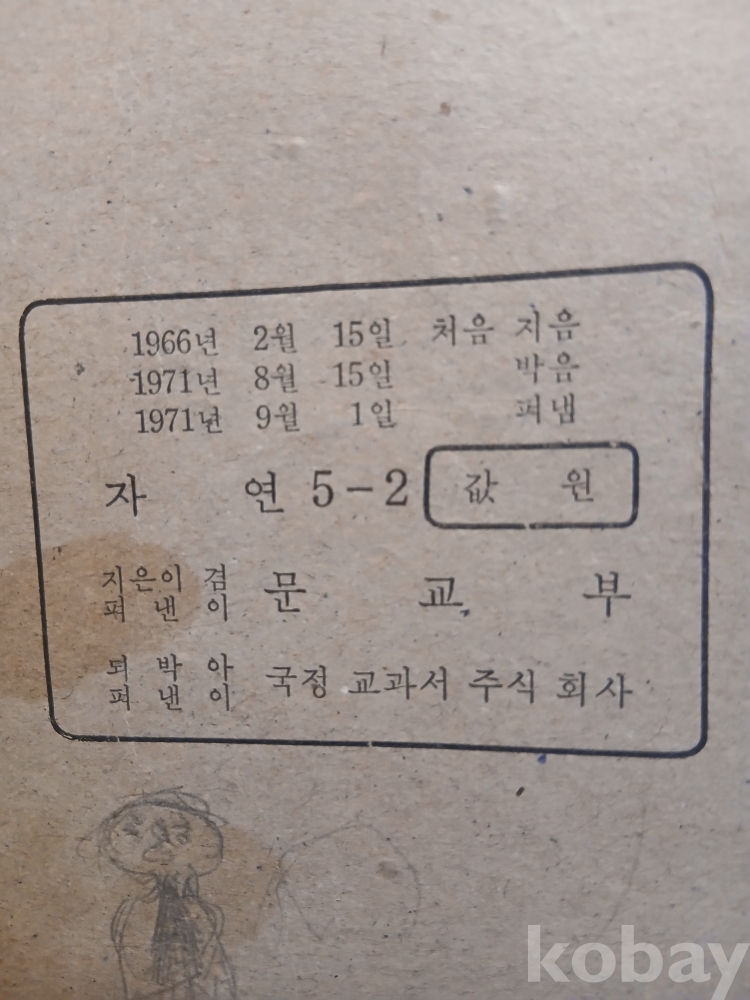 1966년 2월 15일 처음 지음
1971년 8월 15일 박음
1971년 9월 1일 펴냄
자 연 5-2 값 원
지은이 겸
펴 낸 이 문 교 부
되 박 아
펴 낸 이 국정 교과서 주식 회사
kobay